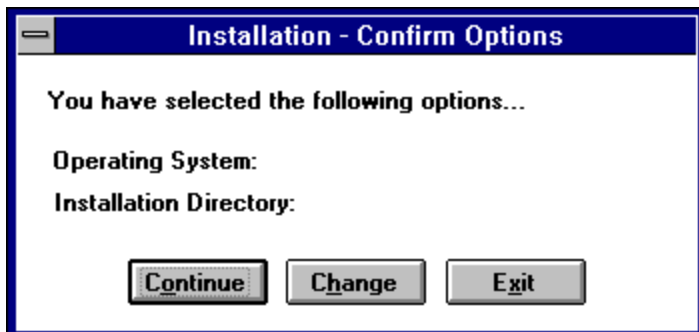 Installation - Confirm Options
You have selected the following options...
Operating System:
Installation Directory:
Continue Change Exit